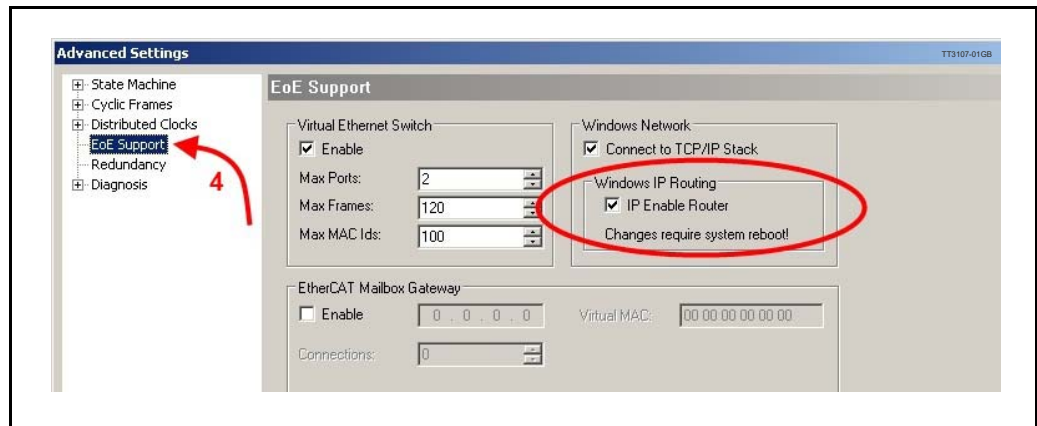 Advanced Settings
TT3107-01GB
State Machine
Cyclic Frames
Distributed Clocks
EoE Support
Redundancy
Diagnosis
4
EoE Support
Virtual Ethernet Switch
Enable
Max Ports: 2
Max Frames: 120
Max MAC Ids: 100
Windows Network
Connect to TCP/IP Stack
Windows IP Routing
IP Enable Router
Changes require system reboot!
EtherCAT Mailbox Gateway
Enable 0 . 0 . 0 . 0 Virtual MAC: 00 00 00 00 00 00
Connections: 0